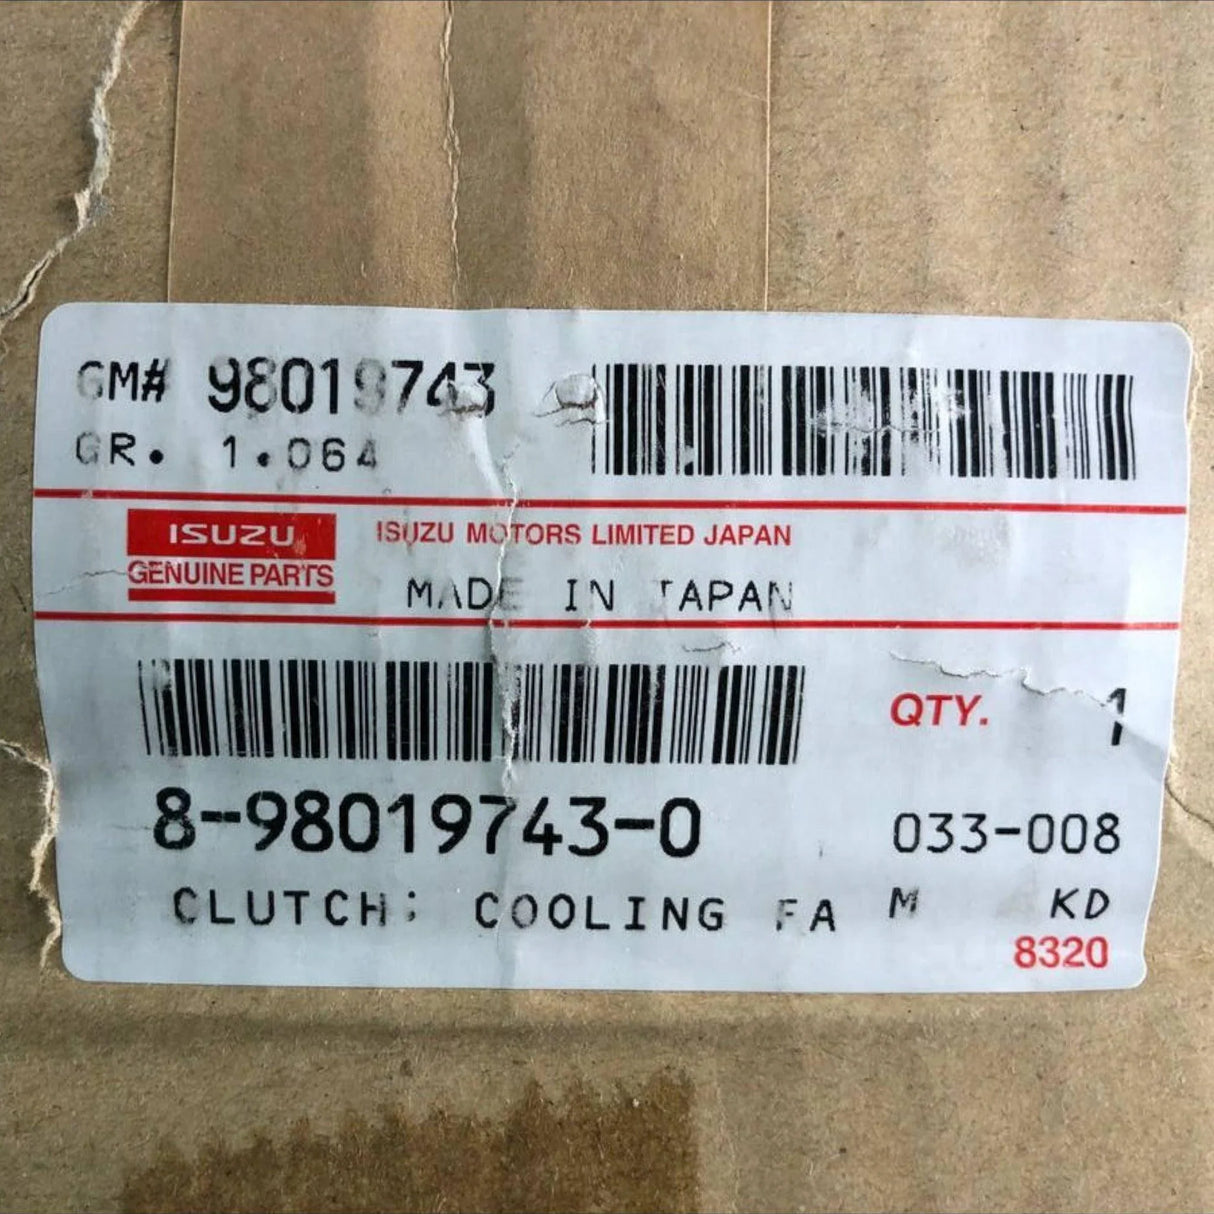 GM# 98019743
GR. 1.064
ISUZU
GENUINE PARTS
ISUZU MOTORS LIMITED JAPAN
MADE IN JAPAN
QTY. 1
8-98019743-0
033-008
CLUTCH; COOLING FA
M KD
8320